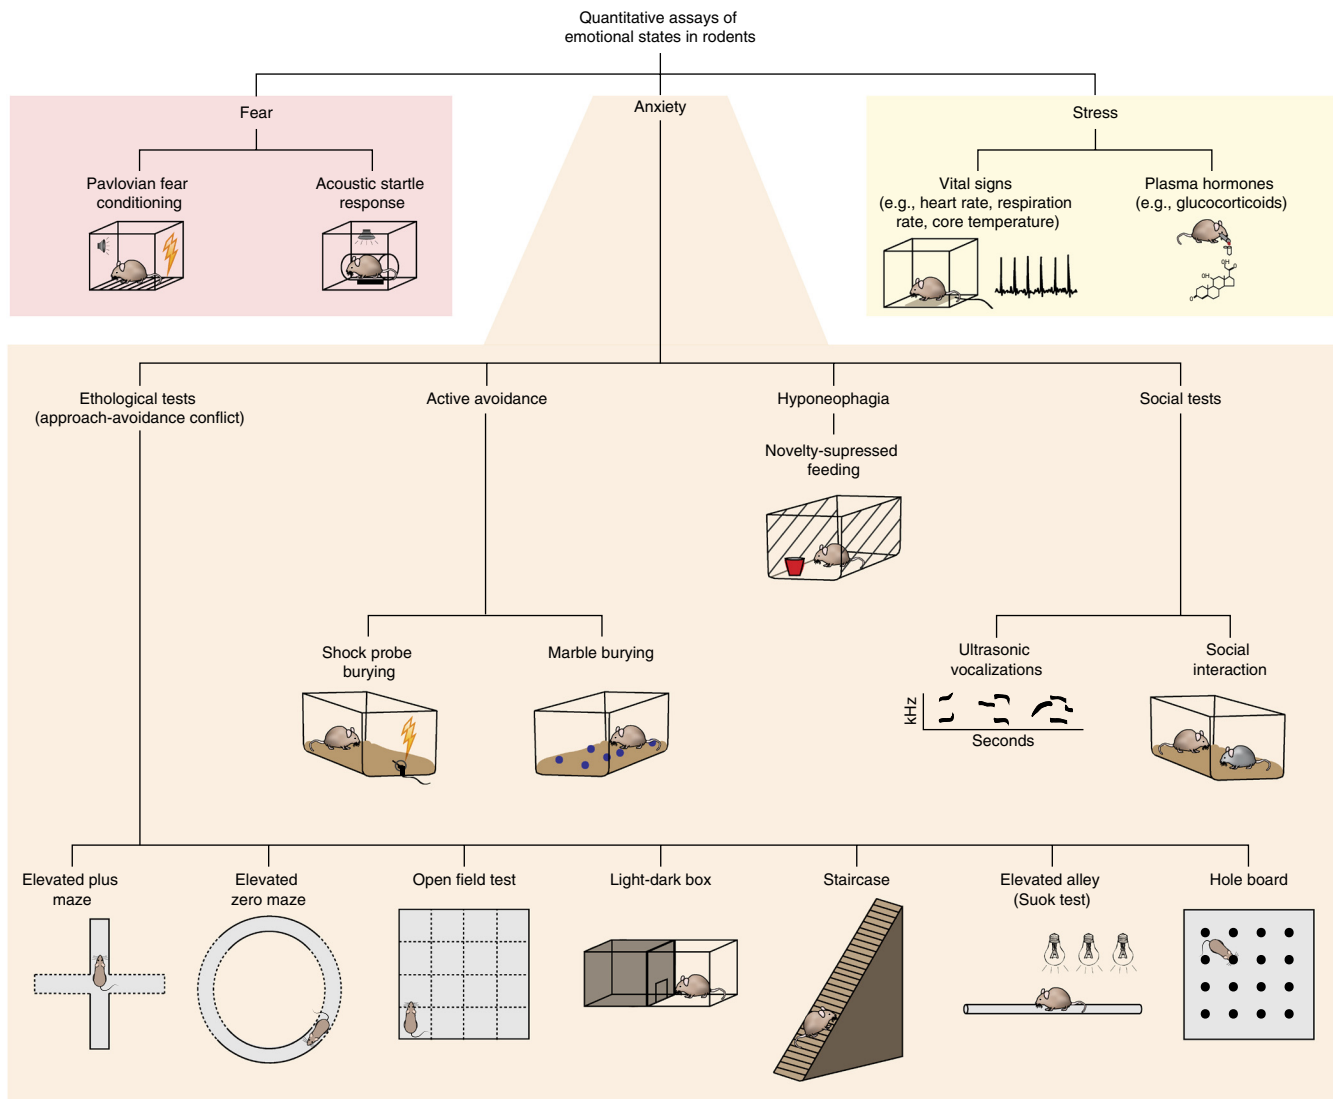 Quantitative assays of
emotional states in rodents
Fear
Anxiety
Stress
Pavlovian fear
conditioning
Acoustic startle
response
Vital signs
(e.g., heart rate, respiration
rate, core temperature)
Plasma hormones
(e.g., glucocorticoids)
OH
OH
O
O
Ethological tests
(approach-avoidance conflict)
Active avoidance
Hyponeophagia
Social tests
Novelty-supressed
feeding
Shock probe
burying
Marble burying
Ultrasonic
vocalizations
kHz
Seconds
Social
interaction
Elevated plus
maze
Elevated
zero maze
Open field test
Light-dark box
Staircase
Elevated alley
(Suok test)
Hole board